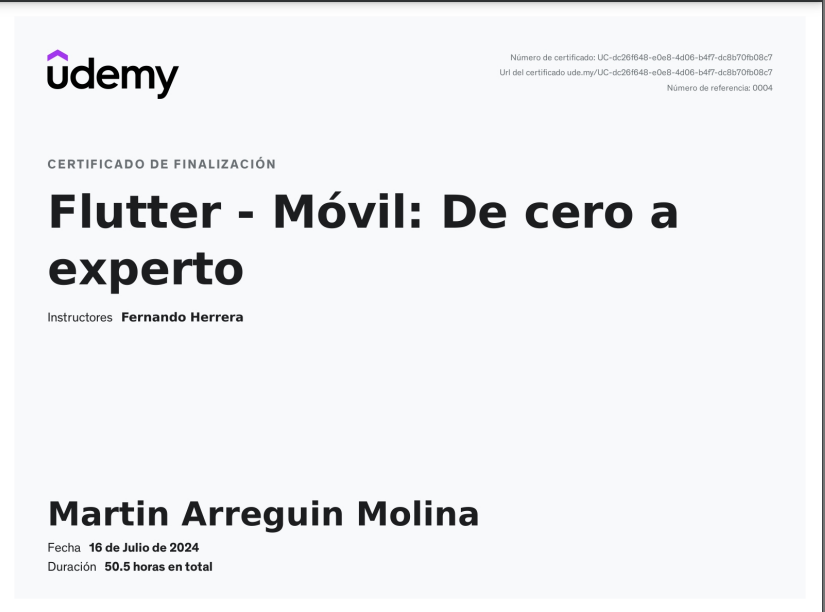 udemy
Número de certificado: UC-dc26f648-e0e8-4d06-b4f7-dc8b70fb08c7
Url del certificado ude.my/UC-dc26f648-e0e8-4d06-b4f7-dc8b70fb08c7
Número de referencia: 0004
CERTIFICADO DE FINALIZACIÓN
Flutter - Móvil: De cero a
experto
Instructores Fernando Herrera
Martin Arreguin Molina
Fecha 16 de Julio de 2024
Duración 50.5 horas en total